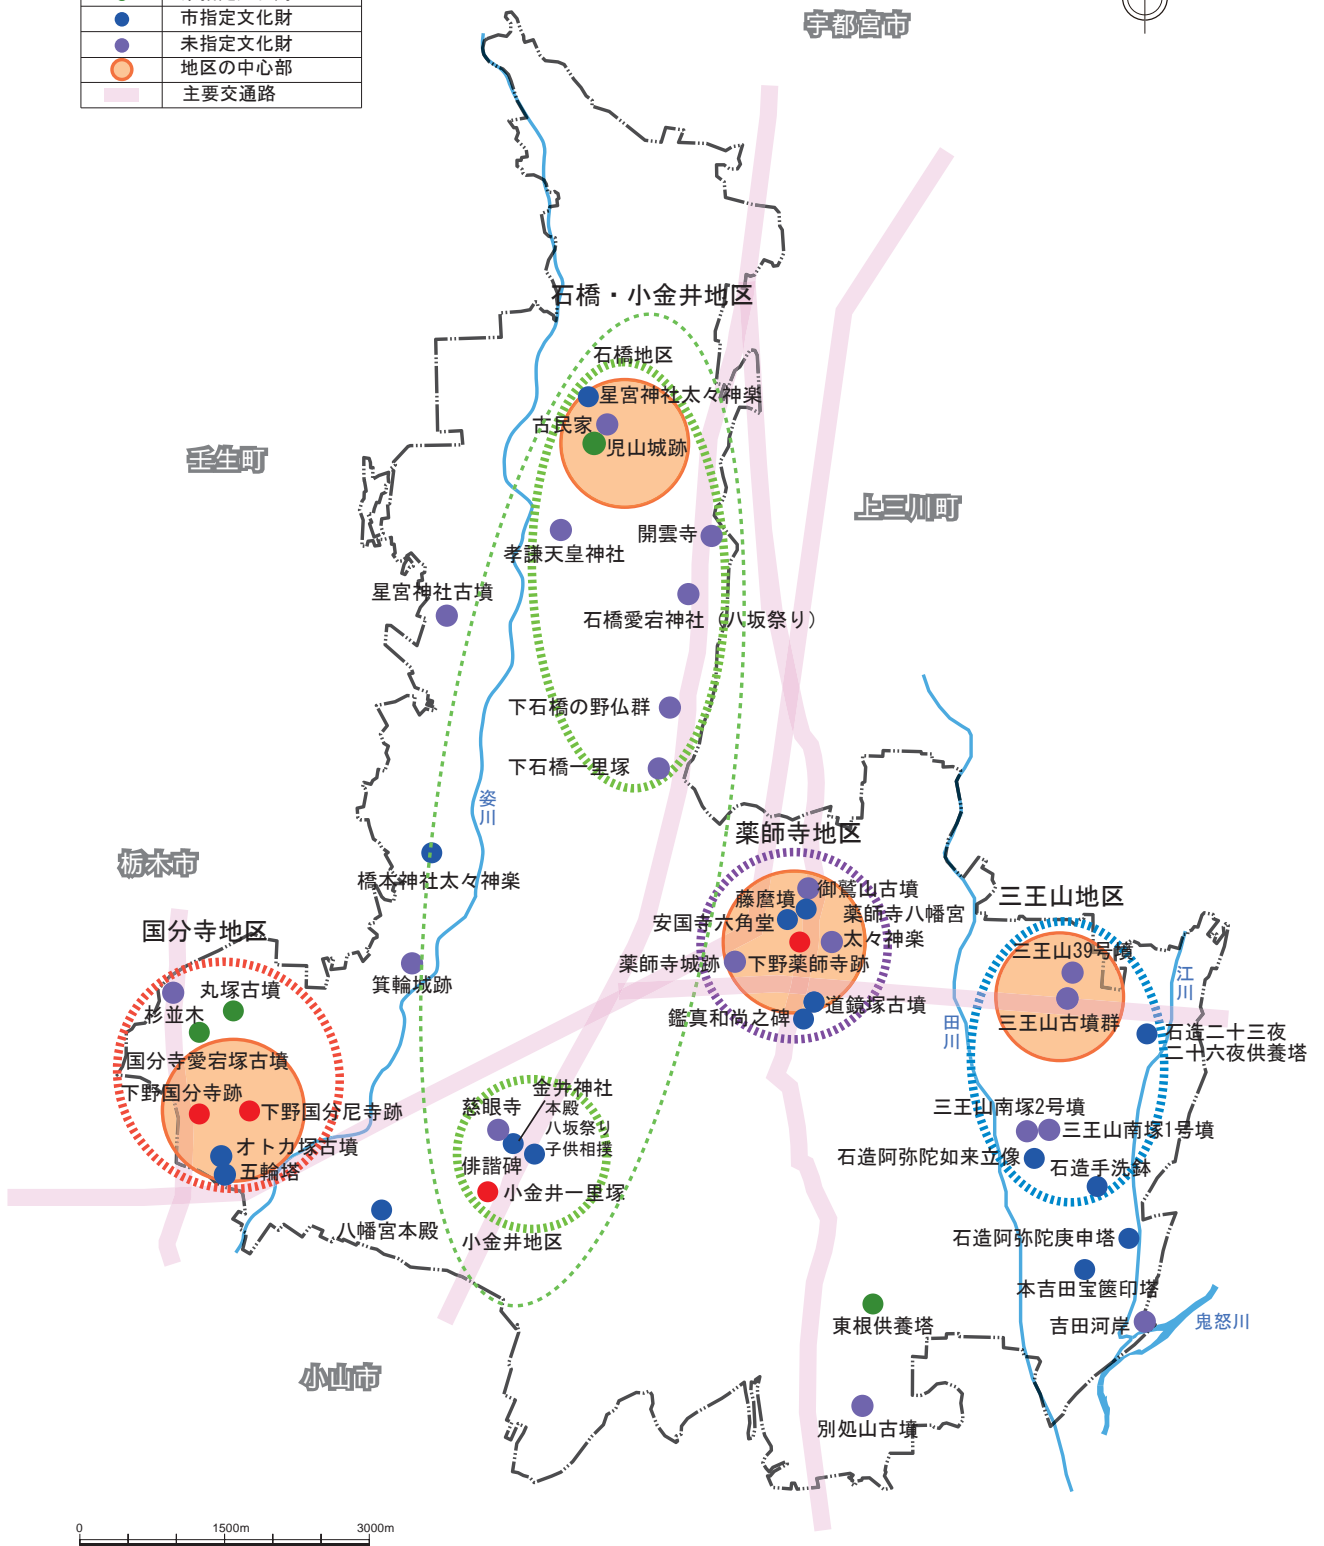 市指定文化財
未指定文化財
地区の中心部
主要交通路
宇都宮市
石橋・小金井地区
石橋地区
星宮神社太々神楽
古民家
児山城跡
壬生町
上三川町
開雲寺
孝謙天皇神社
星宮神社古墳
石橋愛宕神社（八坂祭り）
下石橋の野仏群
下石橋一里塚
姿川
薬師寺地区
栃木市
橋本神社太々神楽
御鷲山古墳
三王山地区
藤麿墳
薬師寺八幡宮
安国寺六角堂
国分寺地区
太々神楽
三王山39号墳
薬師寺城跡
下野薬師寺跡
箕輪城跡
江川
丸塚古墳
杉並木
道鏡塚古墳
鑑真和尚之碑
田川
三王山古墳群
石造二十三夜
二十六夜供養塔
国分寺愛宕塚古墳
下野国分寺跡
下野国分尼寺跡
金井神社
本殿
八坂祭り
子供相撲
慈眼寺
三王山南塚2号墳
三王山南塚1号墳
オトカ塚古墳
五輪塔
俳諧碑
石造阿弥陀如来立像
石造手洗鉢
小金井一里塚
八幡宮本殿
小金井地区
石造阿弥陀庚申塔
本吉田宝篋印塔
東根供養塔
吉田河岸
鬼怒川
小山市
別処山古墳
0
1500m
3000m